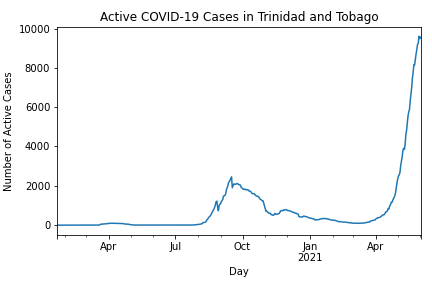 Active COVID-19 Cases in Trinidad and Tobago
Number of Active Cases
10000
8000
6000
4000
2000
0
Apr
Jul
Oct
Jan
2021
Apr
Day